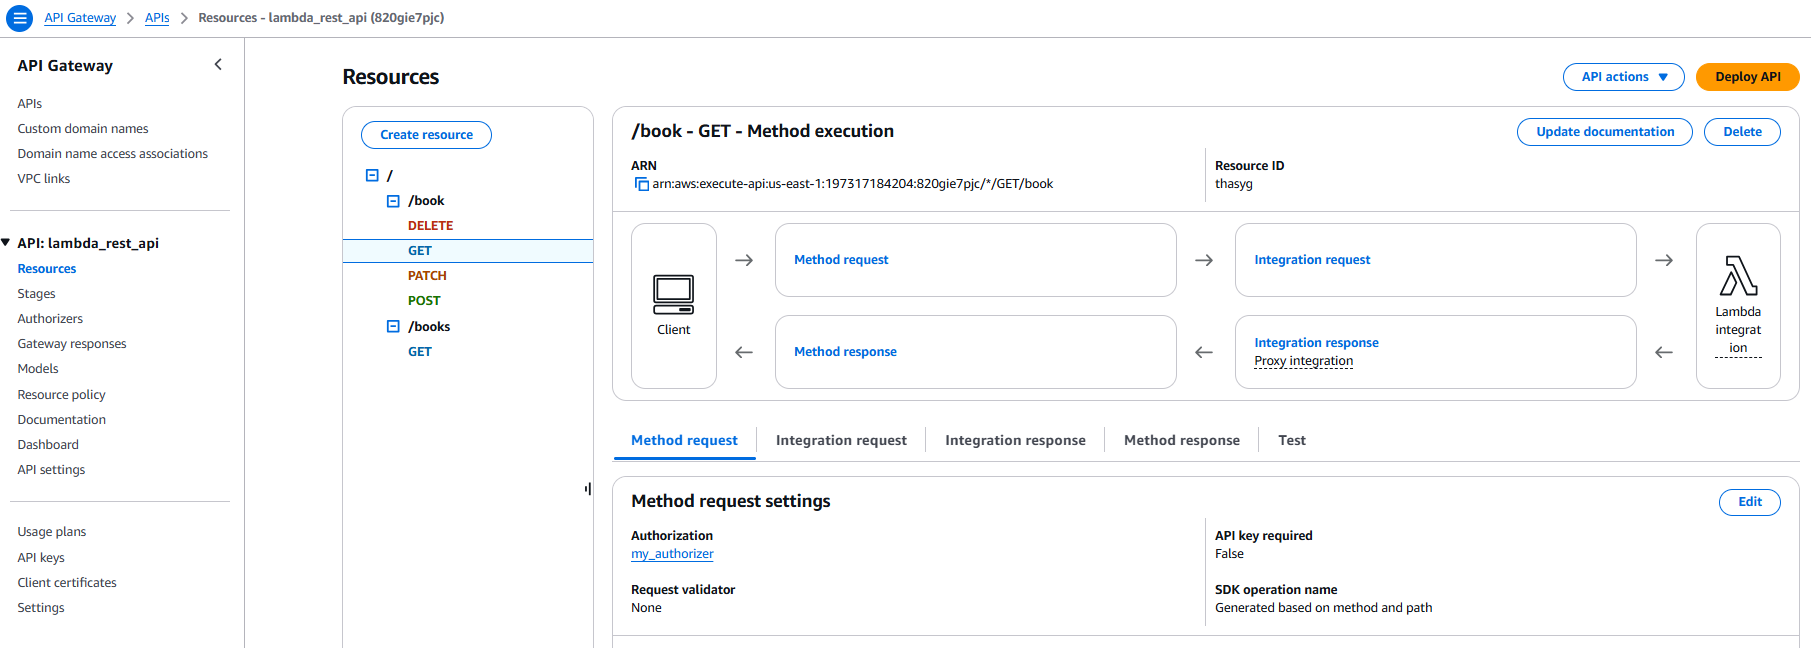 API Gateway > APIs > Resources - lambda_rest_api (820gie7pjc)
API Gateway
APIs
Custom domain names
Domain name access associations
VPC links
API: lambda_rest_api
Resources
Stages
Authorizers
Gateway responses
Models
Resource policy
Documentation
Dashboard
API settings
Usage plans
API keys
Client certificates
Settings
Resources
API actions
Deploy API
Create resource
/
/book
DELETE
GET
PATCH
POST
/books
GET
/book - GET - Method execution
Update documentation
Delete
ARN
arn:aws:execute-api:us-east-1:197317184204:820gie7pjc/*/GET/book
Resource ID
thasyg
Client
Method request
Integration request
Method response
Integration response
Proxy integration
Lambda
integrat
ion
Method request
Integration request
Integration response
Method response
Test
Method request settings
Edit
Authorization
my_authorizer
API key required
False
Request validator
None
SDK operation name
Generated based on method and path